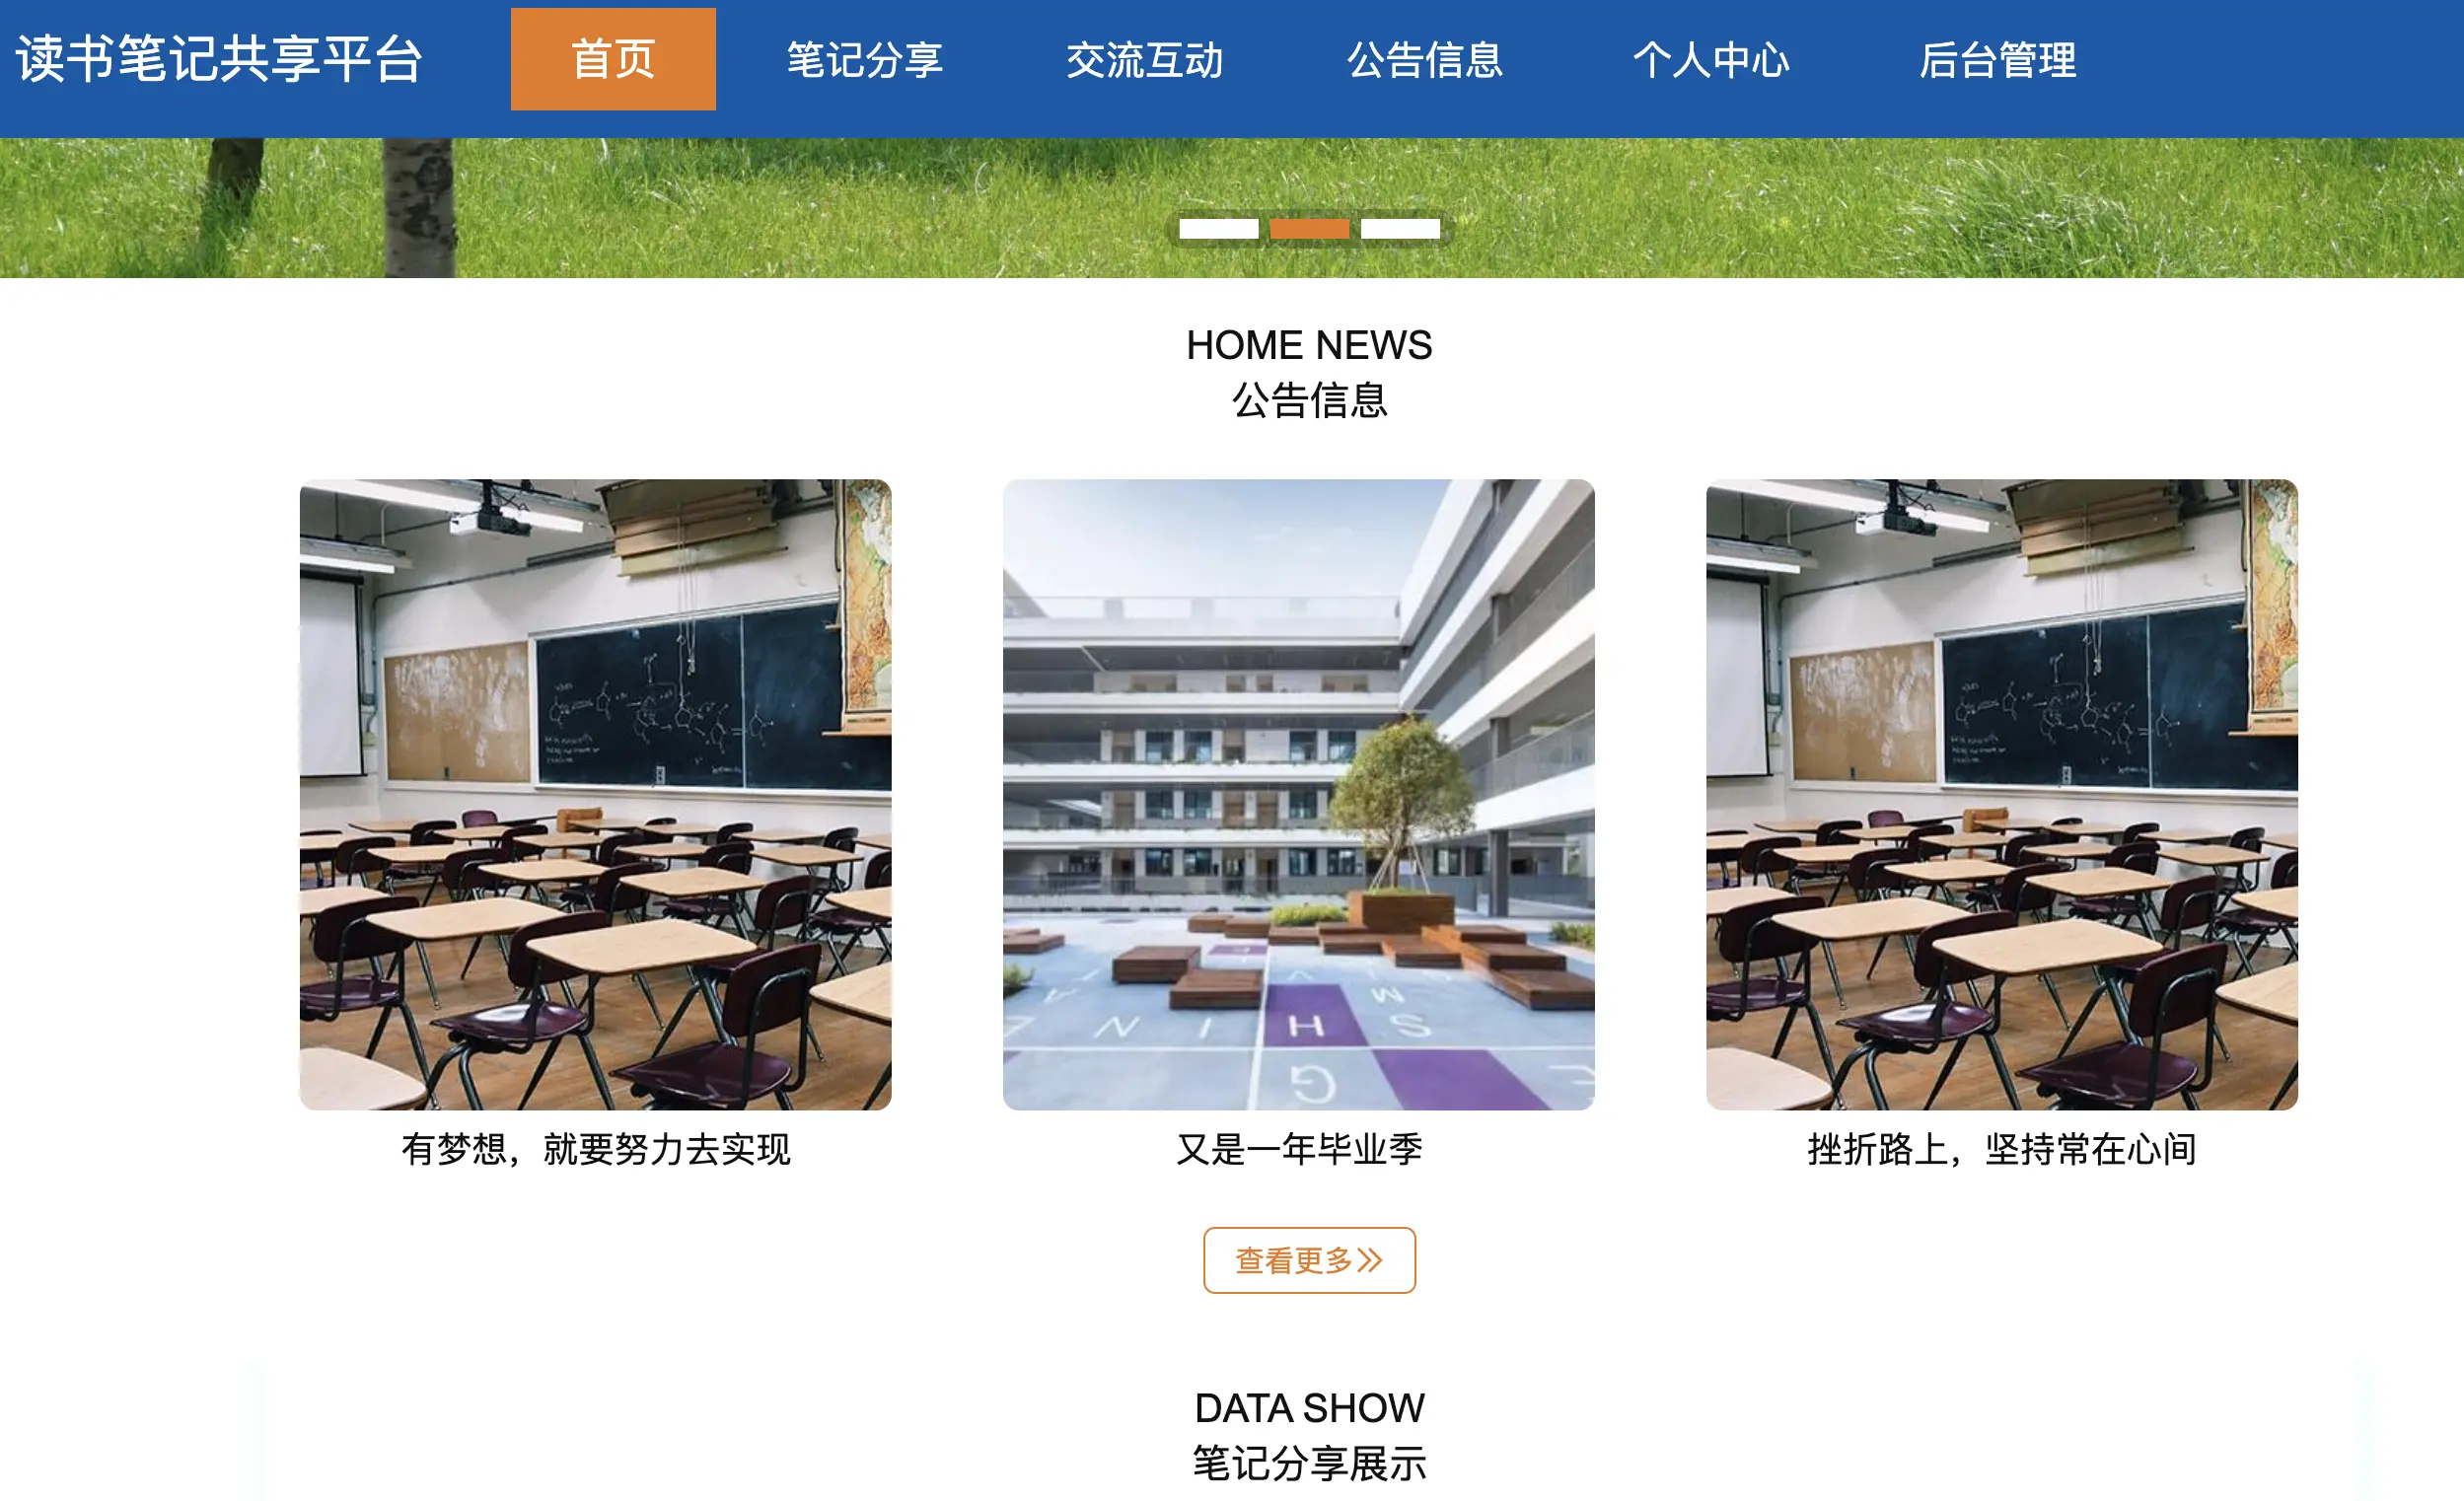 读书笔记共享平台
首页
笔记分享
交流互动
公告信息
个人中心
后台管理
HOME NEWS
公告信息
有梦想，就要努力去实现
又是一年毕业季
挫折路上，坚持常在心间
查看更多
DATA SHOW
笔记分享展示